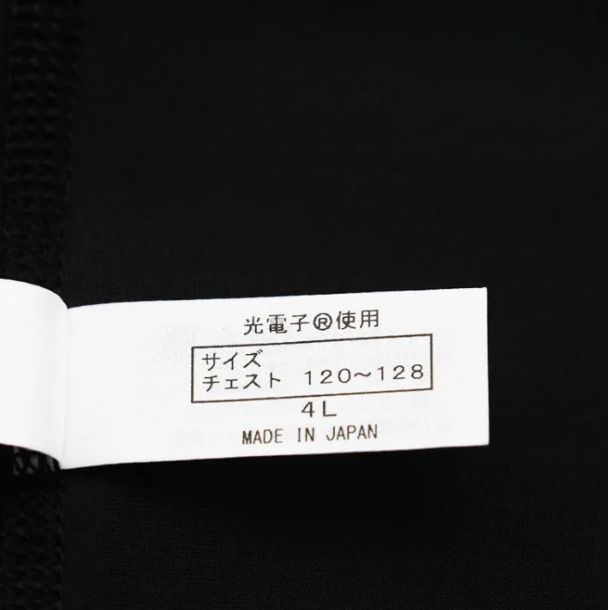 光電子®使用
サイズ
チェスト 120～128
4L
MADE IN JAPAN